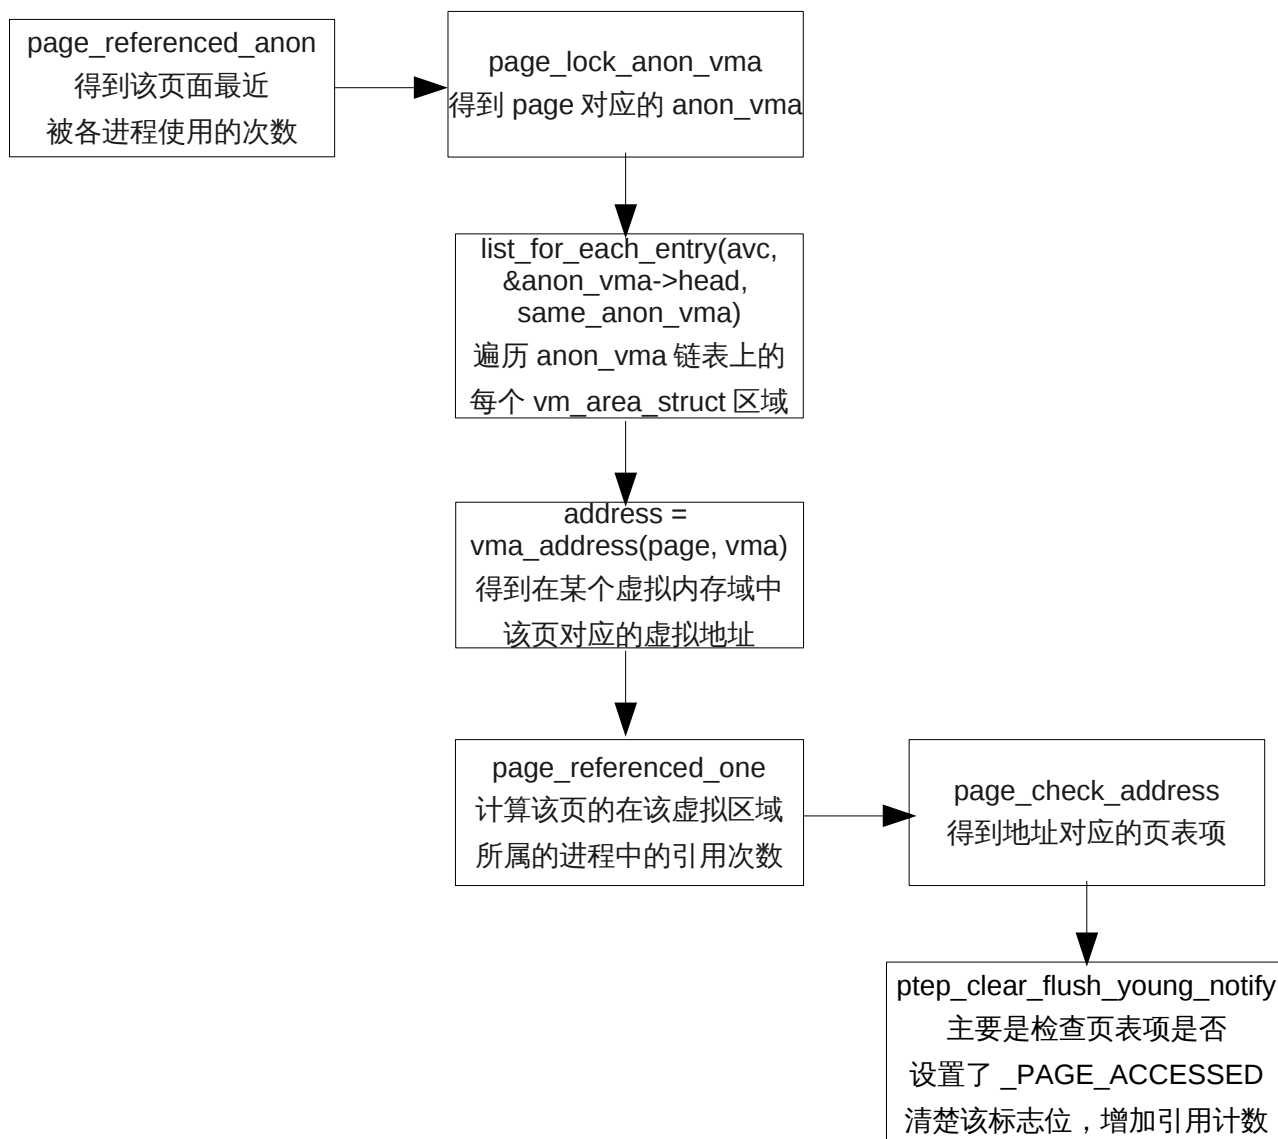 page_referenced_anon
得到该页面最近
被各进程使用的次数
page_lock_anon_vma
得到 page 对应的 anon_vma
list_for_each_entry(avc,
&anon_vma->head,
same_anon_vma)
遍历 anon_vma 链表上的
每个 vm_area_struct 区域
address =
vma_address(page, vma)
得到在某个虚拟内存域中
该页对应的虚拟地址
page_referenced_one
计算该页的在该虚拟区域
所属的进程中的引用次数
page_check_address
得到地址对应的页表项
ptep_clear_flush_young_notify
主要是检查页表项是否
设置了 _PAGE_ACCESSED
清楚该标志位，增加引用计数